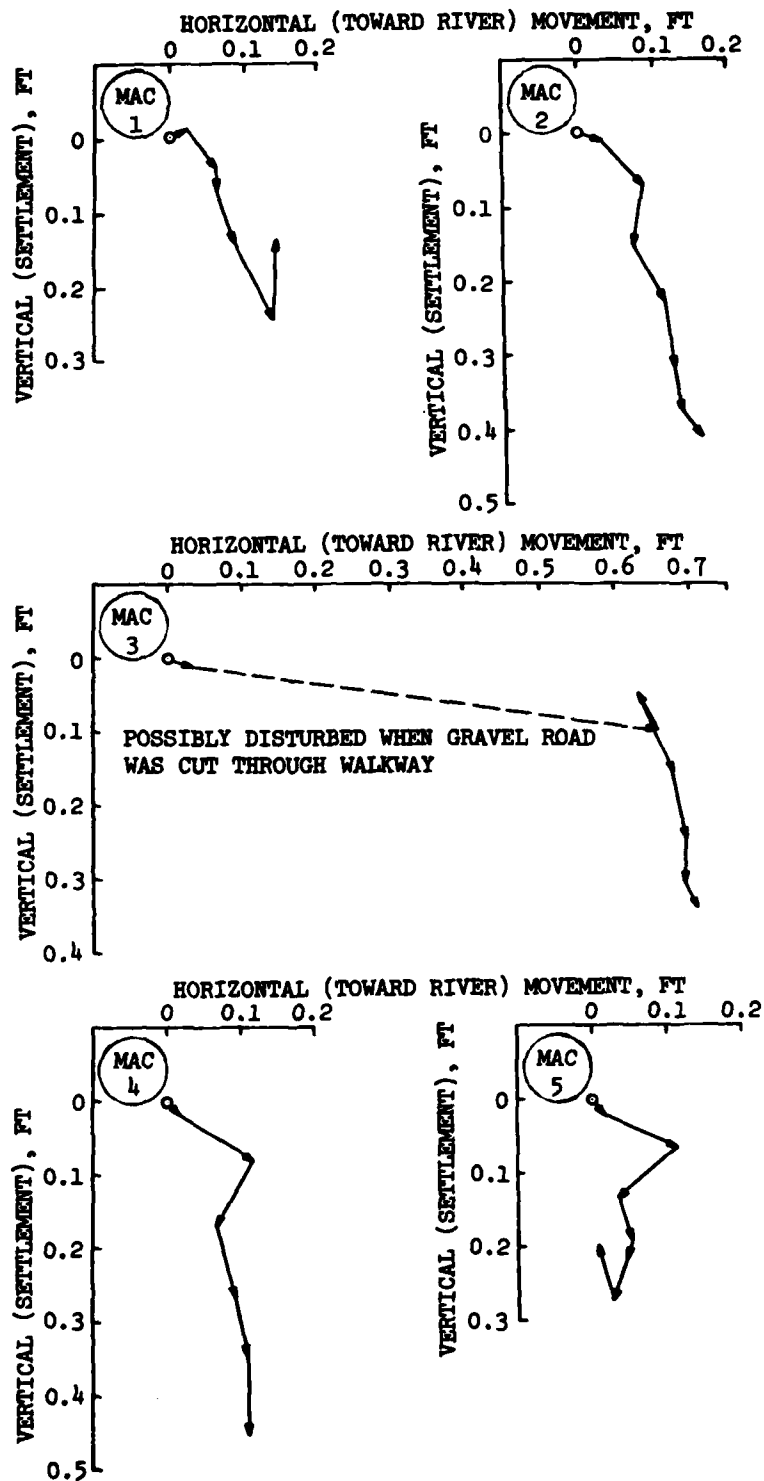 HORIZONTAL (TOWARD RIVER) MOVEMENT, FT
0 0.1 0.2
0 0.1 0.2
MAC
1
VERTICAL (SETTLEMENT), FT
0
0.1
0.2
0.3
MAC
2
VERTICAL (SETTLEMENT), FT
0
0.1
0.2
0.3
0.4
0.5
HORIZONTAL (TOWARD RIVER) MOVEMENT, FT
0 0.1 0.2 0.3 0.4 0.5 0.6 0.7
MAC
3
VERTICAL (SETTLEMENT), FT
0
0.1
0.2
0.3
0.4
POSSIBLY DISTURBED WHEN GRAVEL ROAD
WAS CUT THROUGH WALKWAY
HORIZONTAL (TOWARD RIVER) MOVEMENT, FT
0 0.1 0.2
0 0.1 0.2
MAC
4
VERTICAL (SETTLEMENT), FT
0
0.1
0.2
0.3
0.4
0.5
MAC
5
VERTICAL (SETTLEMENT), FT
0
0.1
0.2
0.3